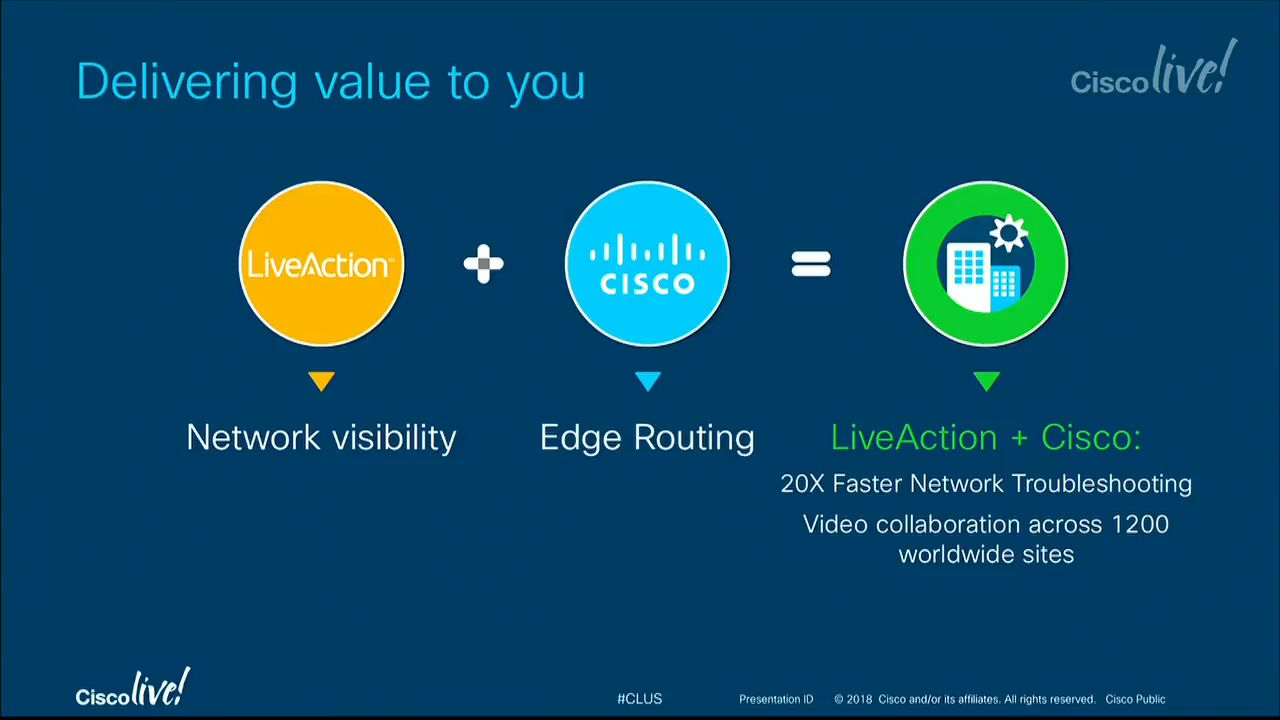 Delivering value to you
Cisco live!
LiveAction™
CISCO
Network visibility
Edge Routing
LiveAction + Cisco:
20X Faster Network Troubleshooting
Video collaboration across 1200
worldwide sites
Cisco live!
#CLUS
Presentation ID
© 2018 Cisco and/or its affiliates. All rights reserved.
Cisco Public